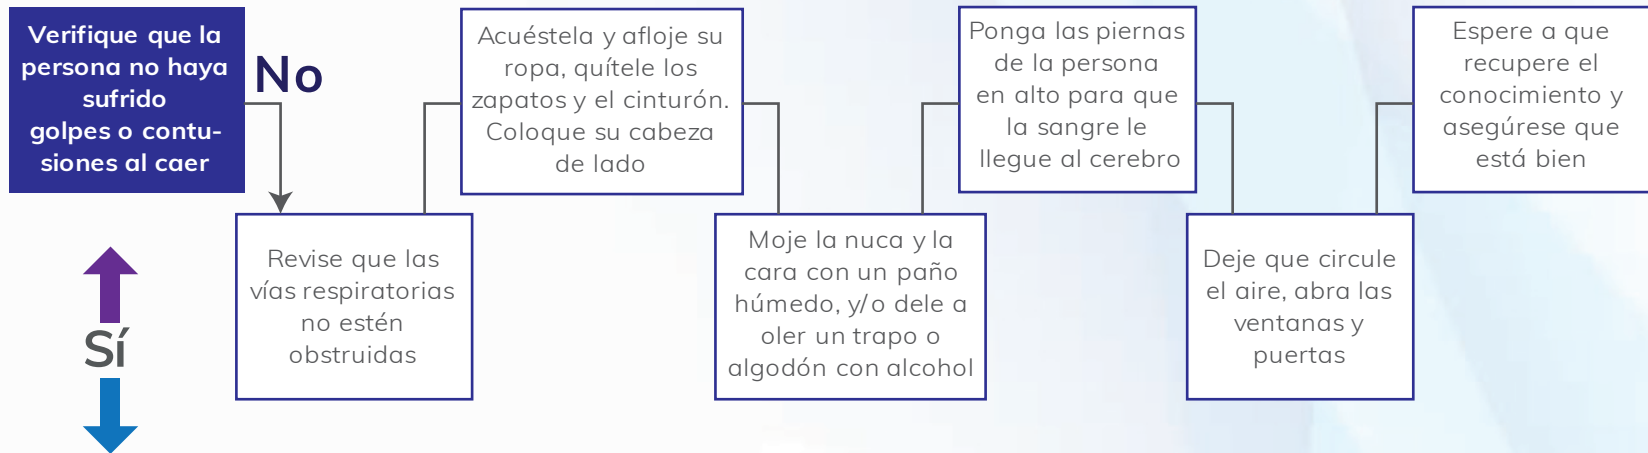 Verifique que la
persona no haya
sufrido
golpes o contu-
siones al caer
No
Revise que las
vías respiratorias
no estén
obstruidas
Acuéstela y afloje su
ropa, quítele los
zapatos y el cinturón.
Coloque su cabeza
de lado
Moje la nuca y la
cara con un paño
húmedo, y/o dele a
oler un trapo o
algodón con alcohol
Ponga las piernas
de la persona
en alto para que
la sangre le
llegue al cerebro
Deje que circule
el aire, abra las
ventanas y
puertas
Espere a que
recupere el
conocimiento y
asegúrese que
está bien
Sí